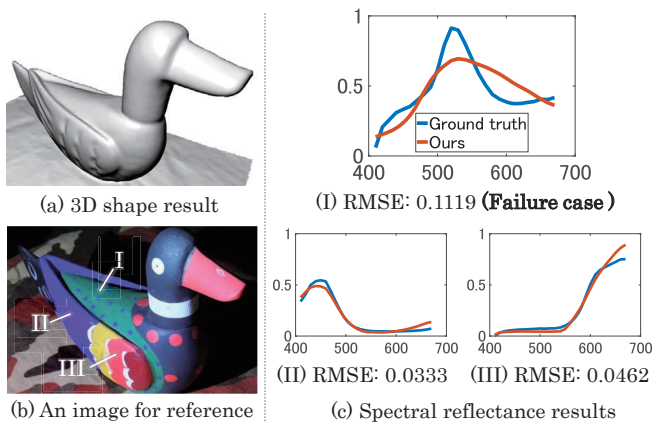 1
0.5
0
400
500
600
700
Ground truth
Ours
(a) 3D shape result
(I) RMSE: 0.1119 (Failure case)
I
II
III
1
0.5
0
400
500
600
700
1
0.5
0
400
500
600
700
(II) RMSE: 0.0333
(III) RMSE: 0.0462
(b) An image for reference
(c) Spectral reflectance results